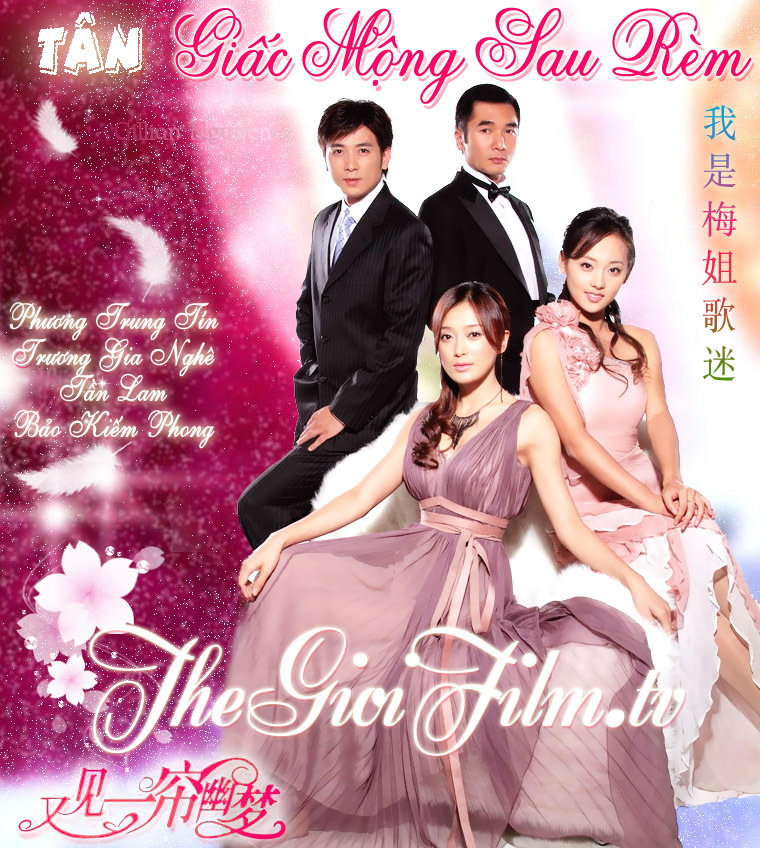 TÂN Giấc Mộng Sau Rèm
我是梅姐歌迷
Phương Trung Tín
Trương Gia Nghê
Tần Lam
Bảo Kiếm Phong
TheGioiFilm.tv
又见一帘幽梦